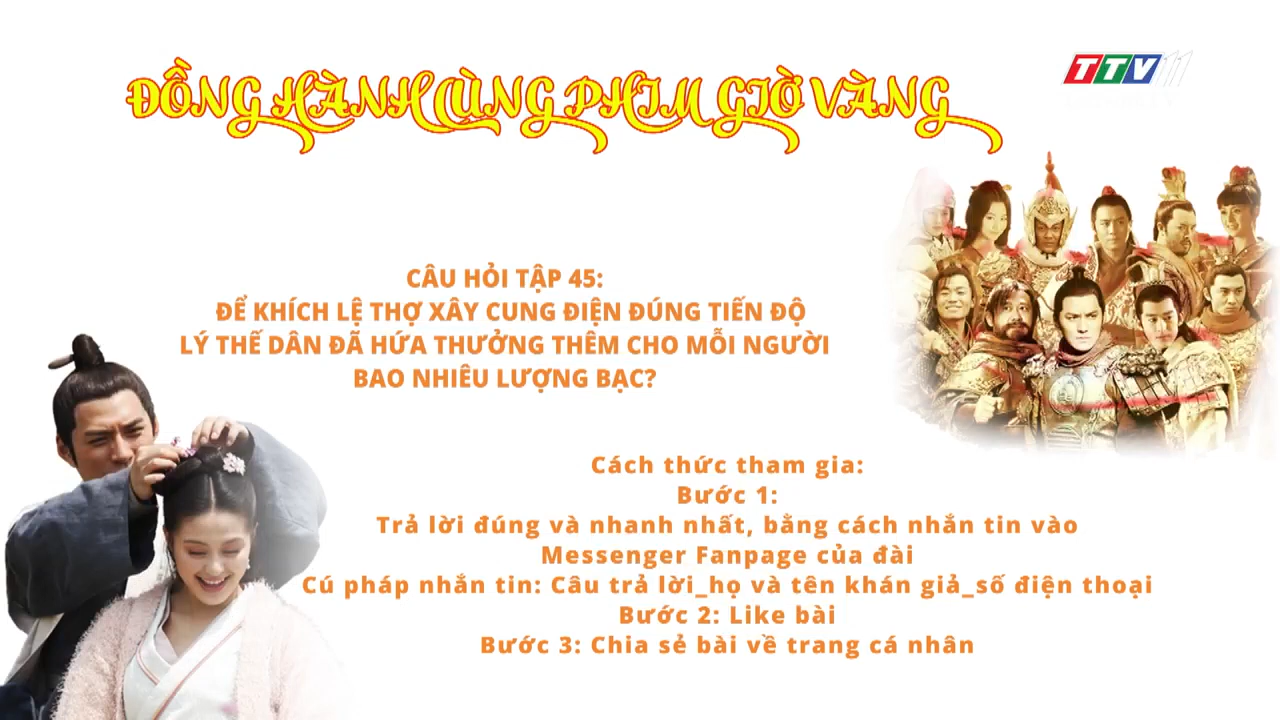 ĐỒNG HÀNH CÙNG PHIM GIỜ VÀNG
TTV11
CÂU HỎI TẬP 45:
ĐỂ KHÍCH LỆ THỢ XÂY CUNG ĐIỆN ĐÚNG TIẾN ĐỘ
LÝ THẾ DÂN ĐÃ HỨA THƯỞNG THÊM CHO MỖI NGƯỜI
BAO NHIÊU LƯỢNG BẠC?
Cách thức tham gia:
Bước 1:
Trả lời đúng và nhanh nhất, bằng cách nhắn tin vào
Messenger Fanpage của đài
Cú pháp nhắn tin: Câu trả lời_họ và tên khán giả_số điện thoại
Bước 2: Like bài
Bước 3: Chia sẻ bài về trang cá nhân